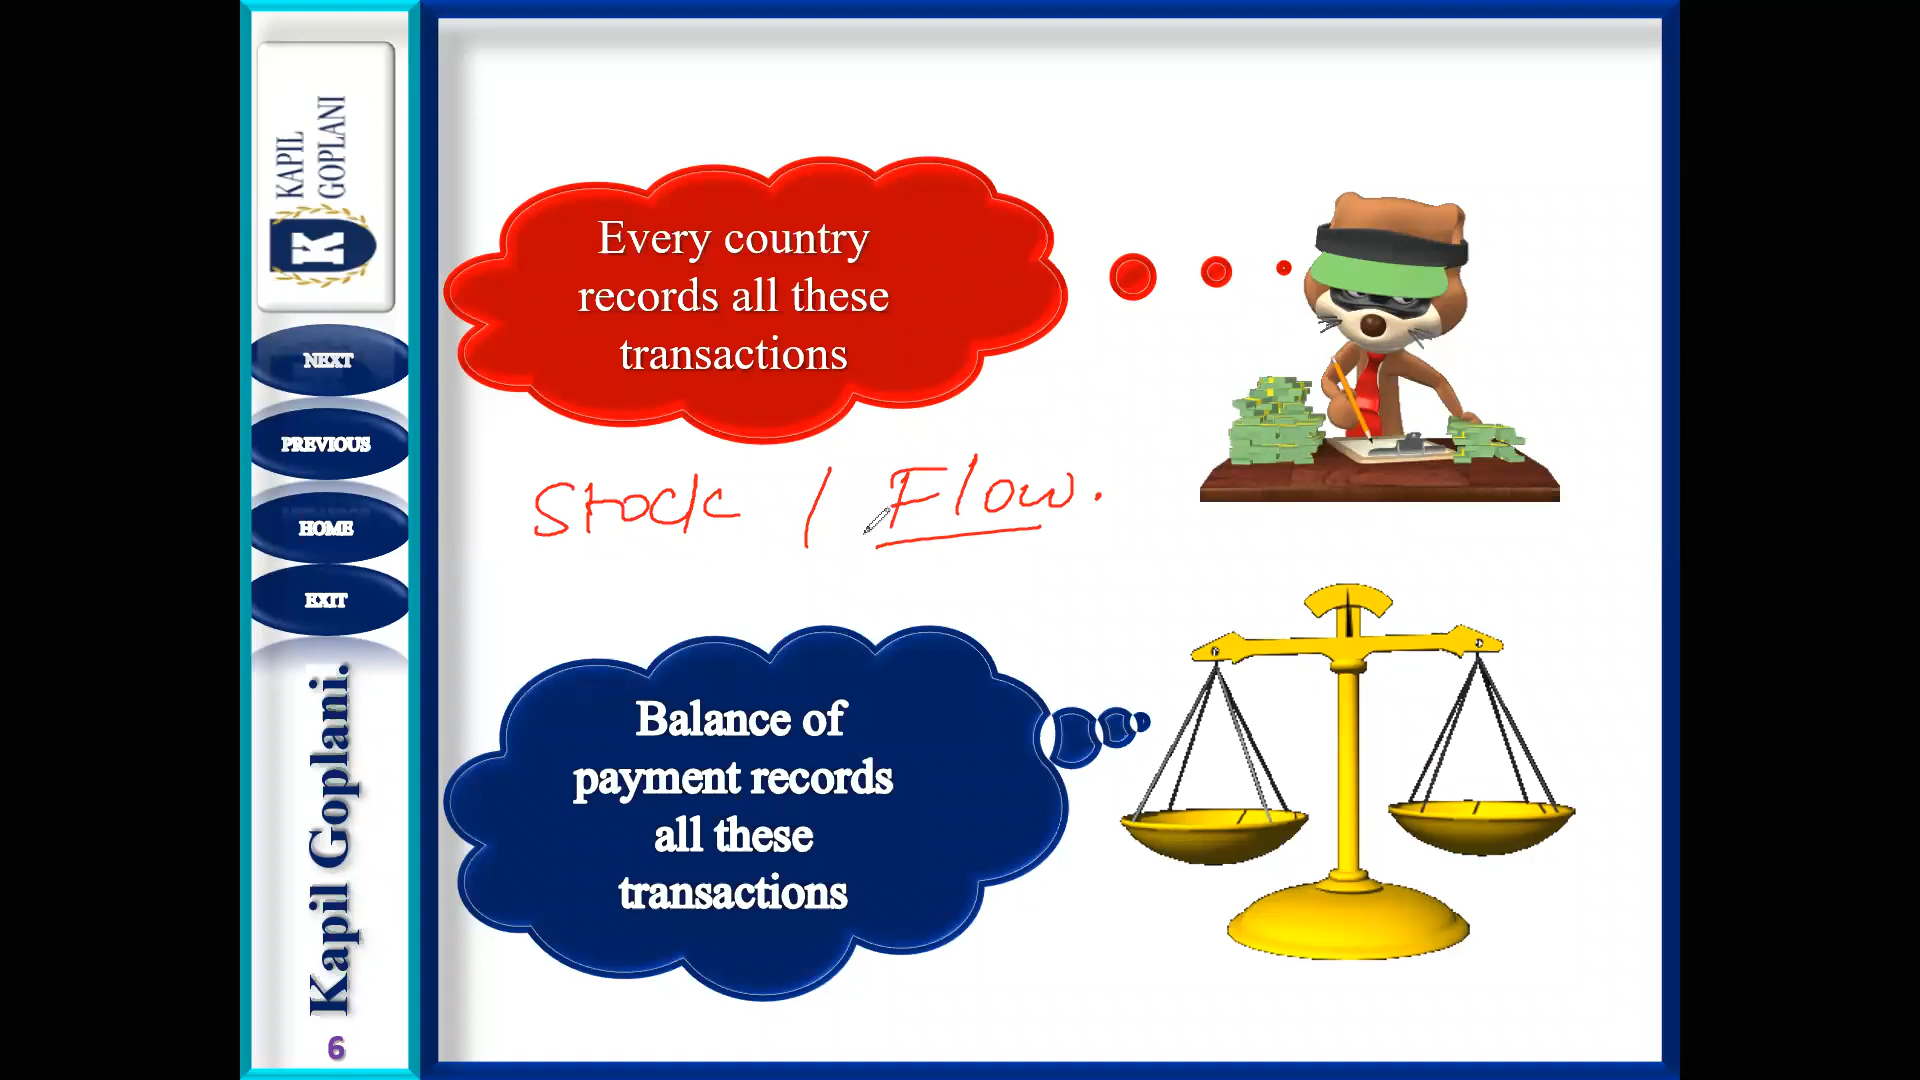 KAPIL
GOPLANI
K
NEXT
PREVIOUS
HOME
EXIT
Kapil Goplani.
6
Every country
records all these
transactions
Stock / Flow.
Balance of
payment records
all these
transactions